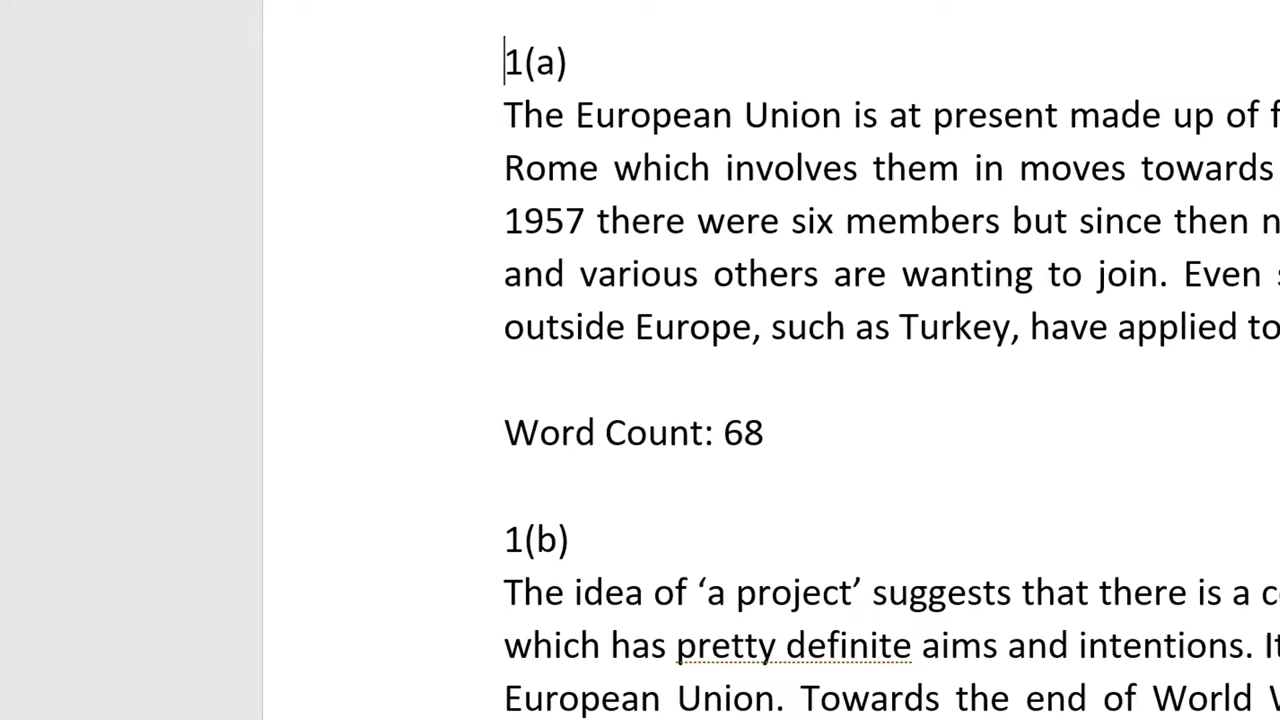 1(a)
The European Union is at present made up of
Rome which involves them in moves towards
1957 there were six members but since then
and various others are wanting to join. Even
outside Europe, such as Turkey, have applied to
Word Count: 68
1(b)
The idea of ‘a project’ suggests that there is a
which has pretty definite aims and intentions.
European Union. Towards the end of World